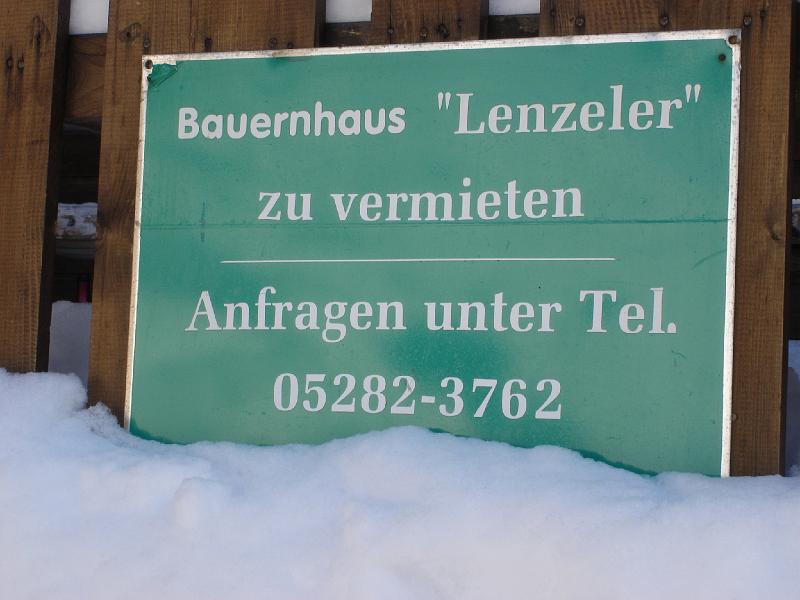 Bauernhaus "Lenzeler"
zu vermieten
Anfragen unter Tel.
05282-3762